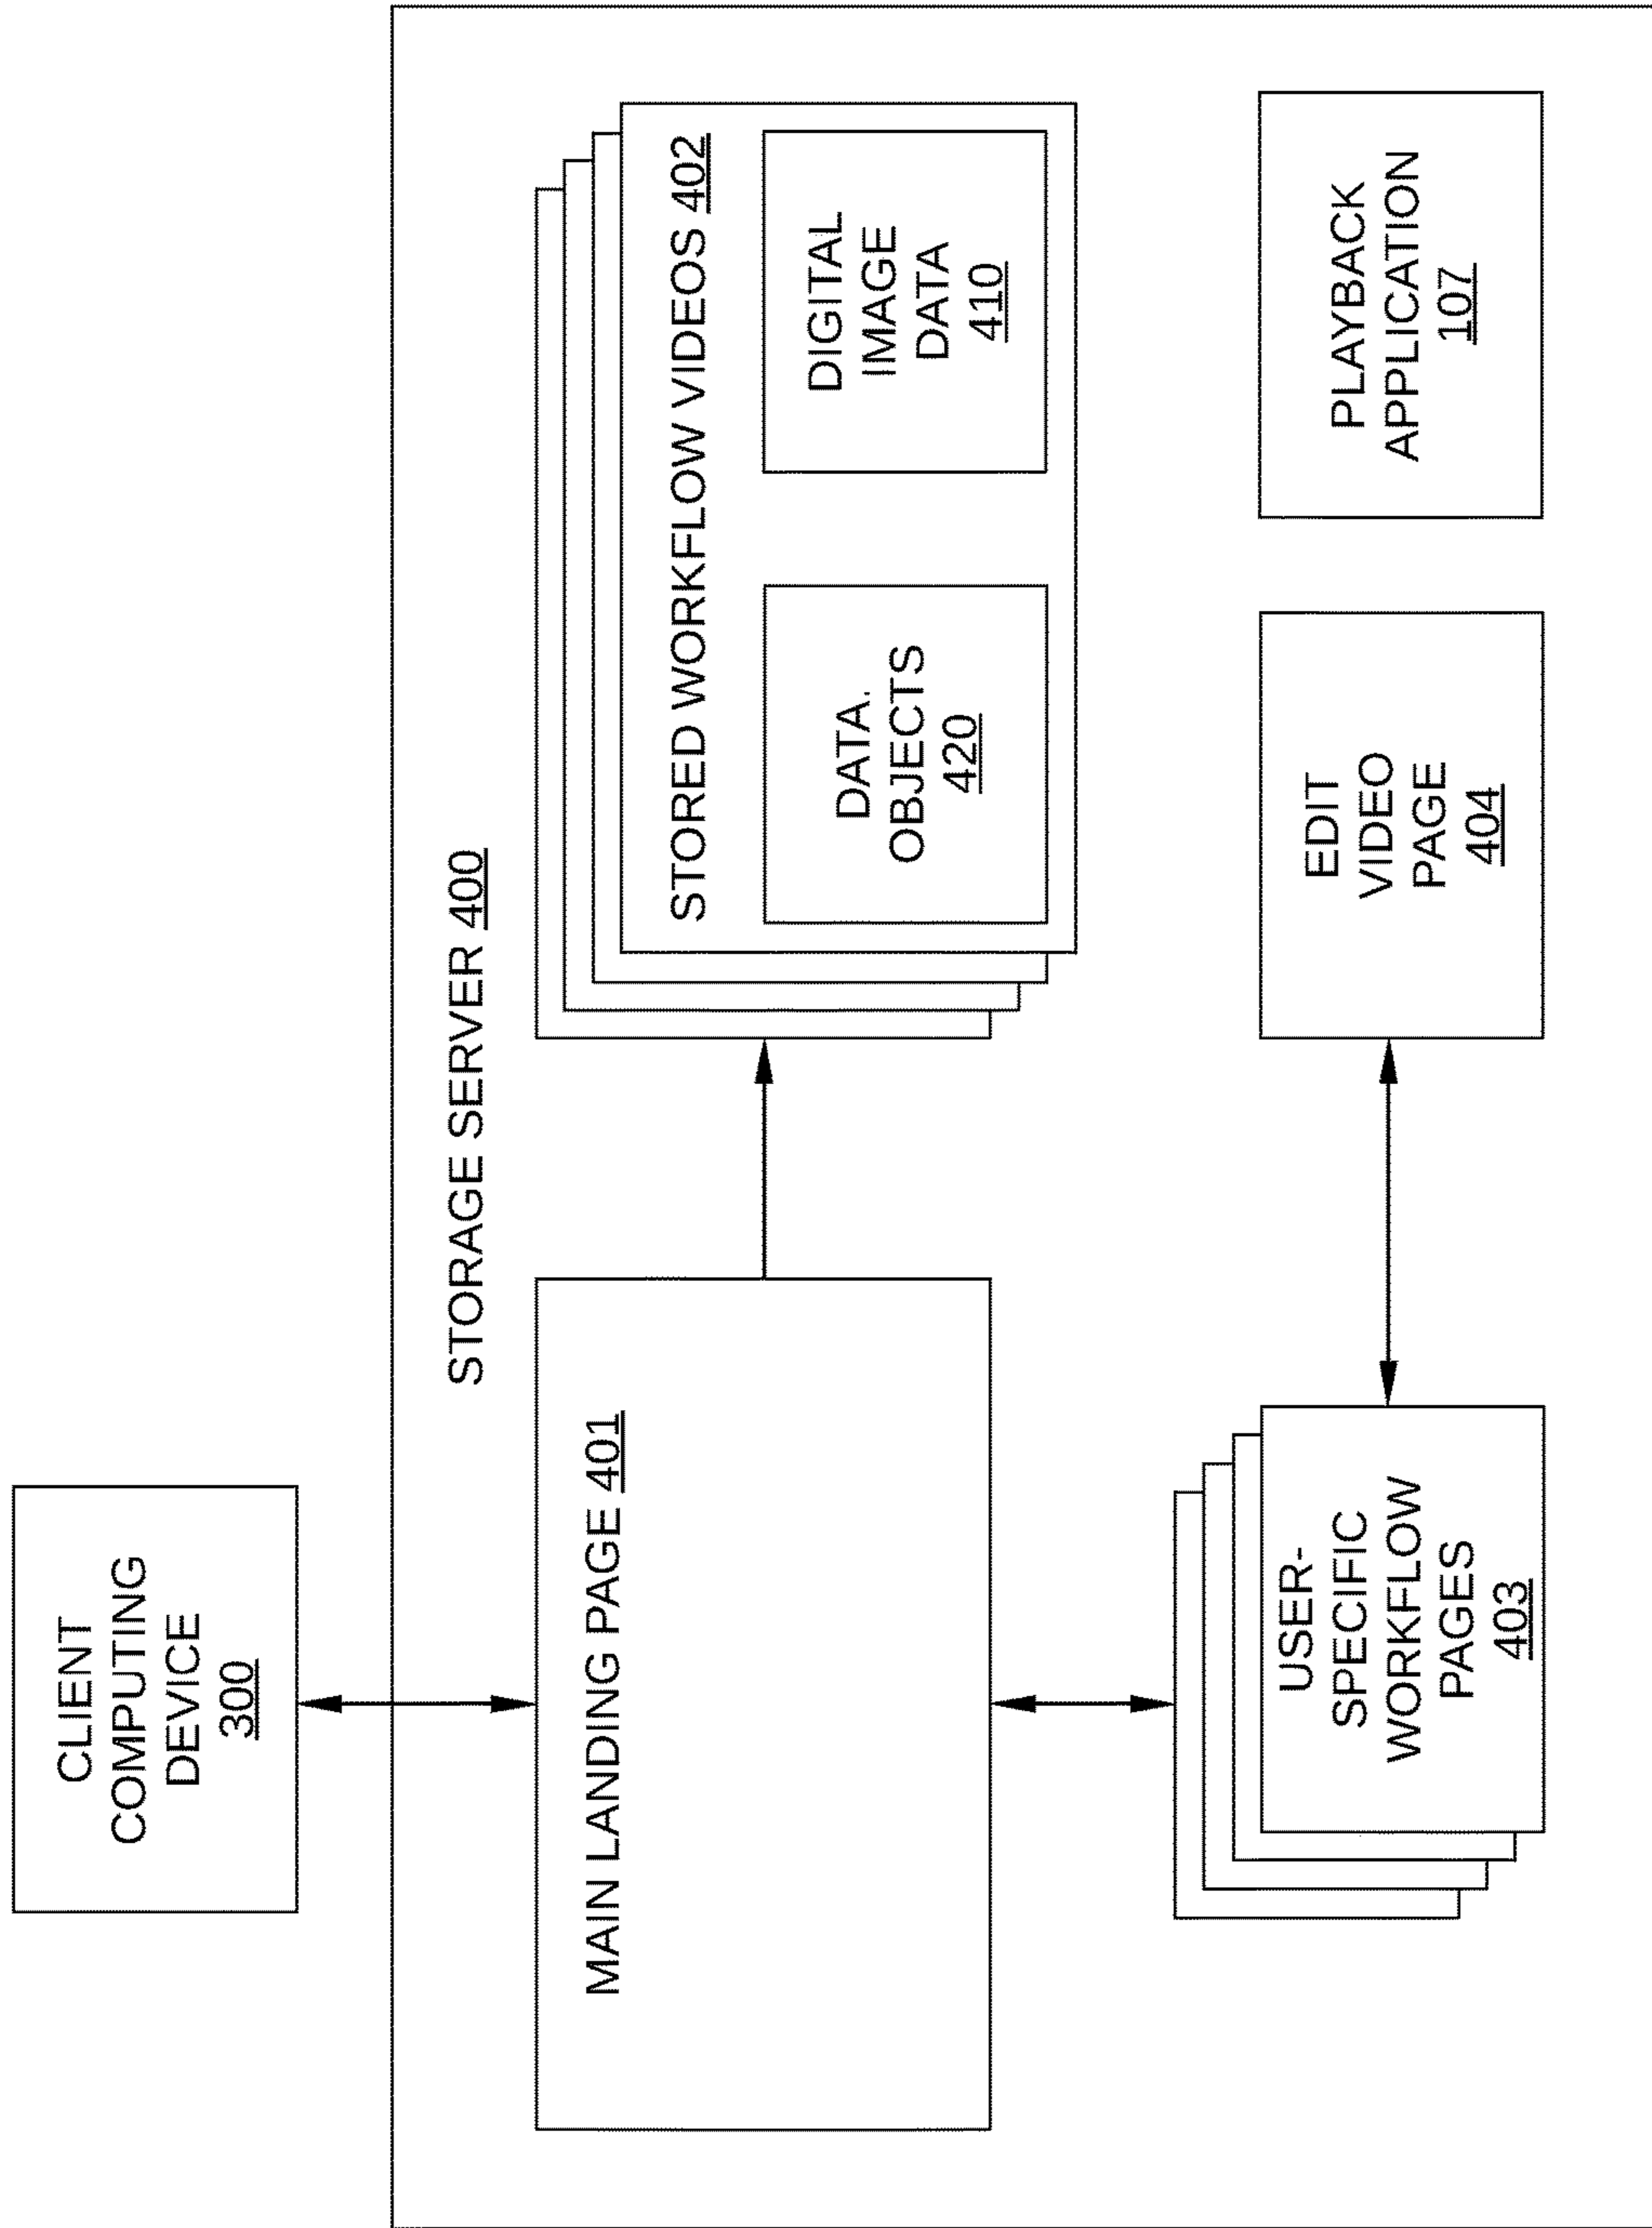 CLIENT
COMPUTING
DEVICE
300
STORAGE SERVER 400
MAIN LANDING PAGE 401
STORED WORKFLOW VIDEOS 402
DATA
OBJECTS
420
DIGITAL
IMAGE
DATA
410
USER-
SPECIFIC
WORKFLOW
PAGES
403
EDIT
VIDEO
PAGE
404
PLAYBACK
APPLICATION
107